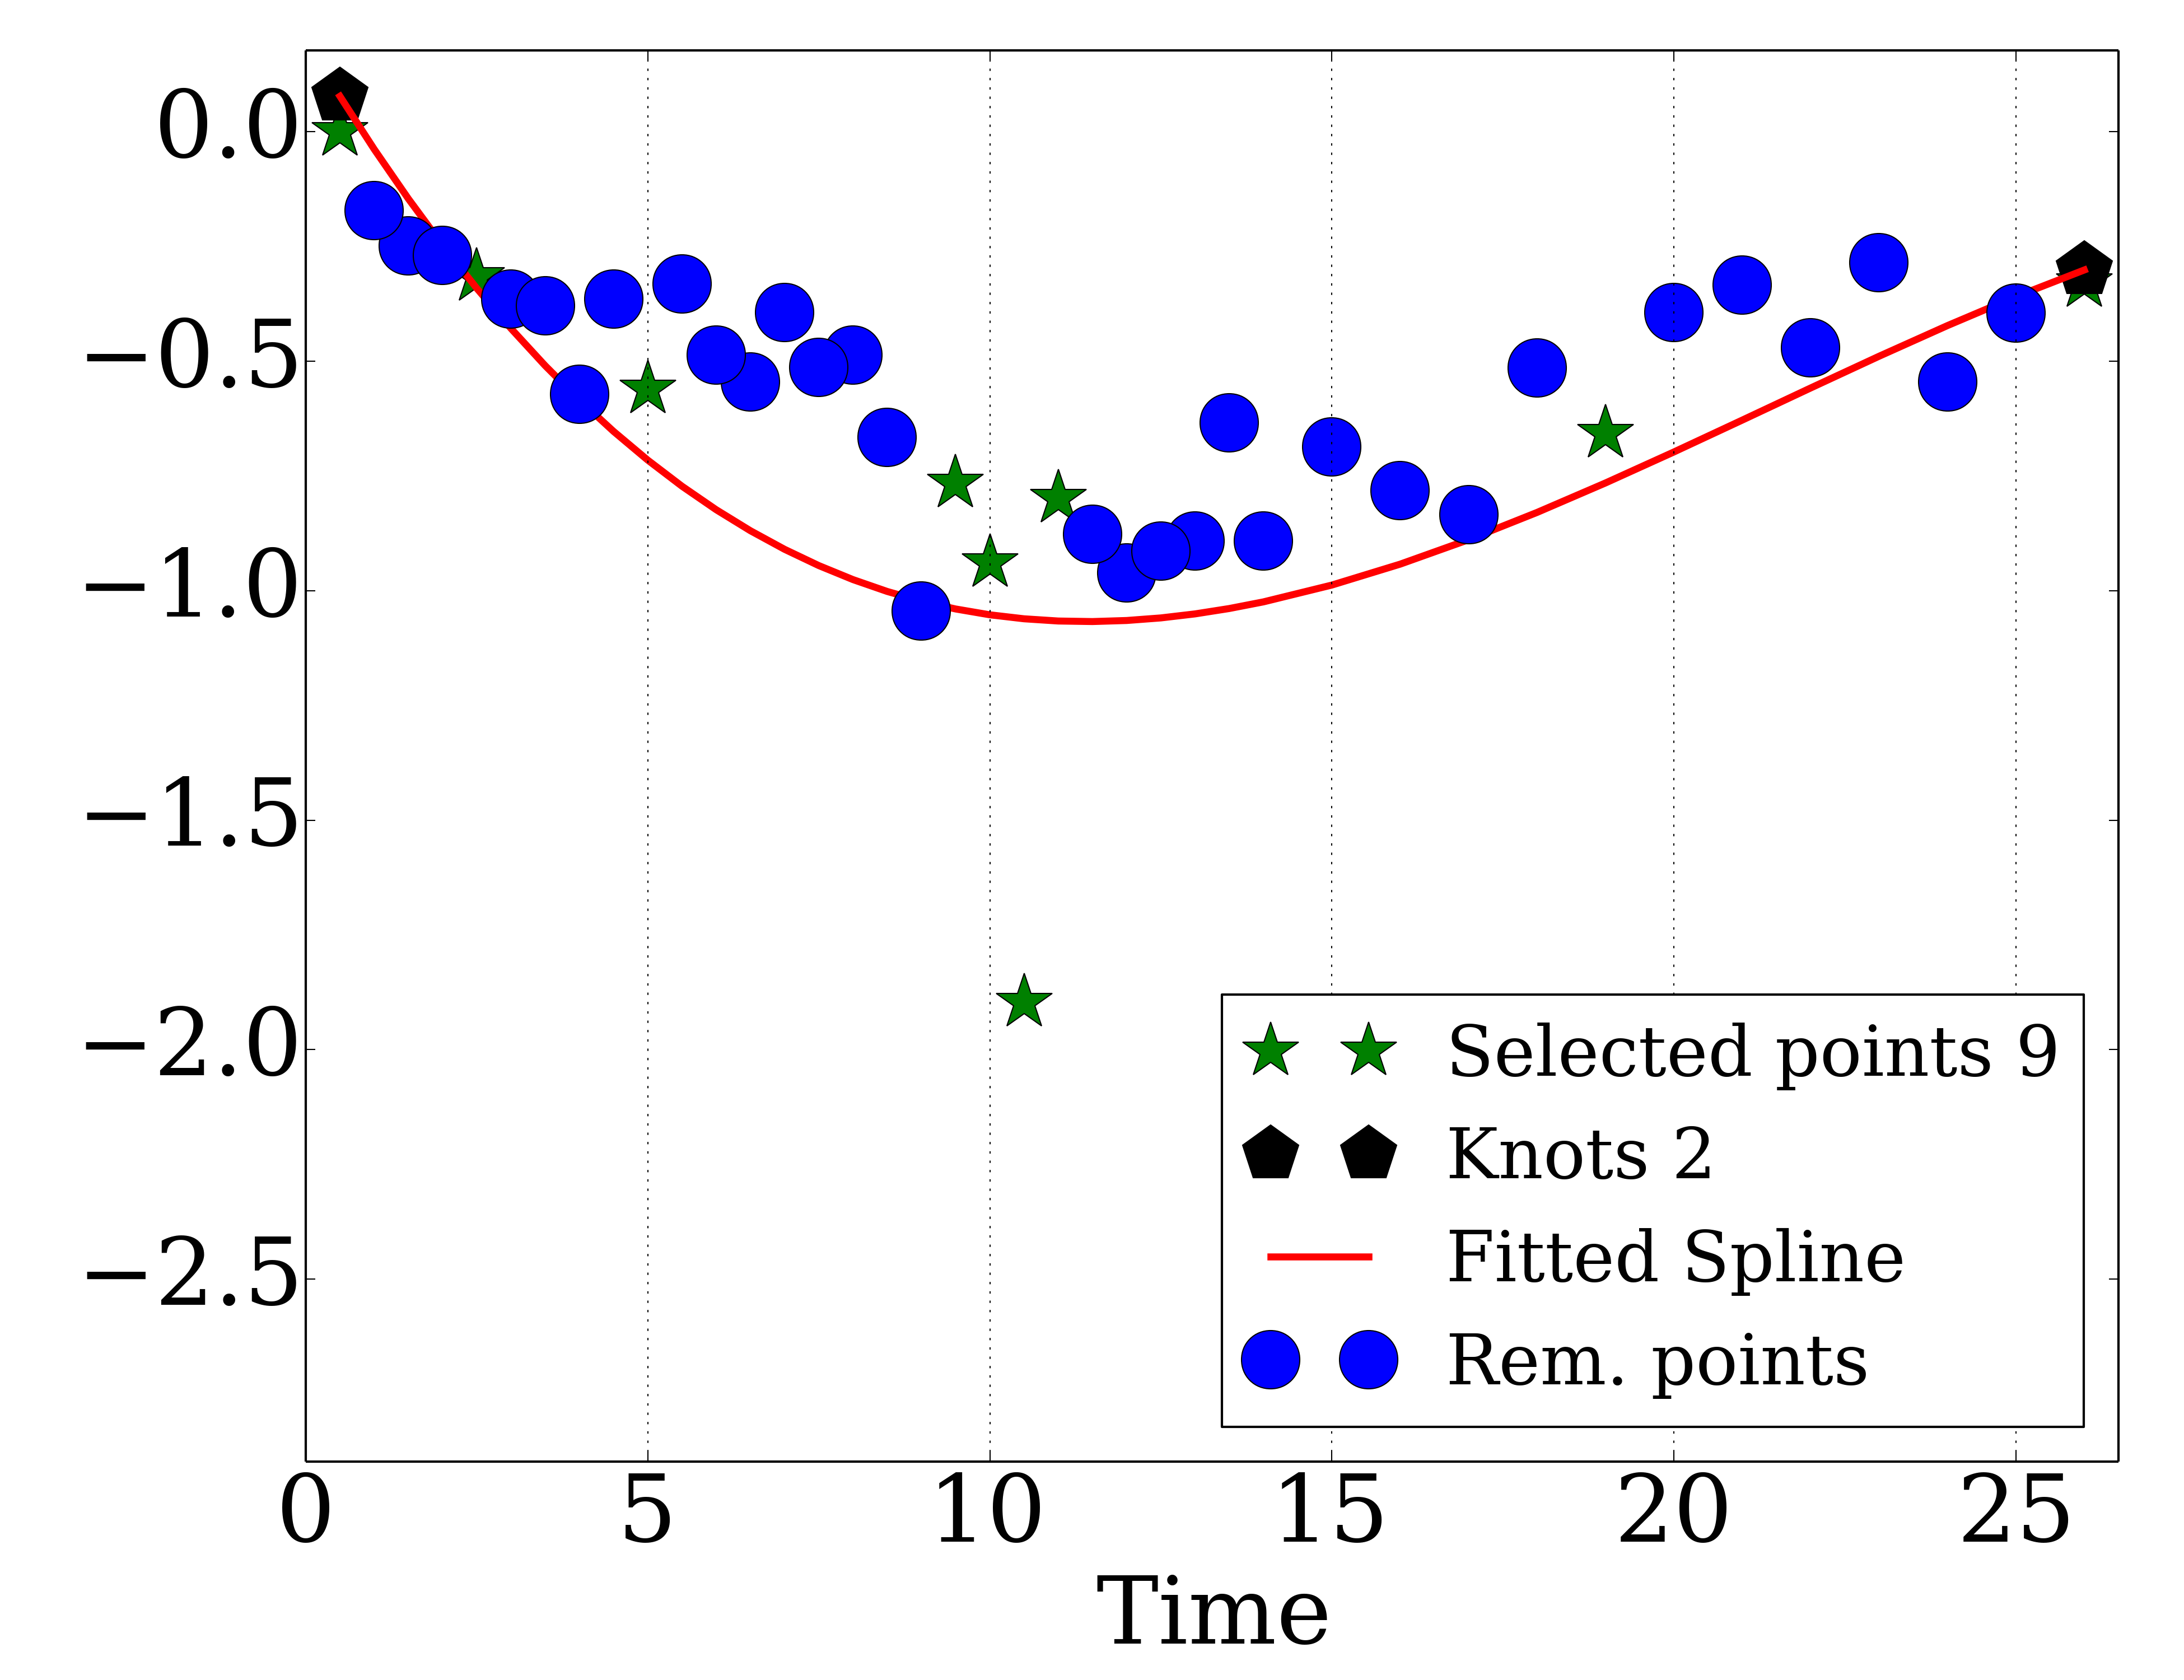 0.0
−0.5
−1.0
−1.5
−2.0
−2.5
Selected points 9
Knots 2
Fitted Spline
Rem. points
0 5 10 15 20 25
Time